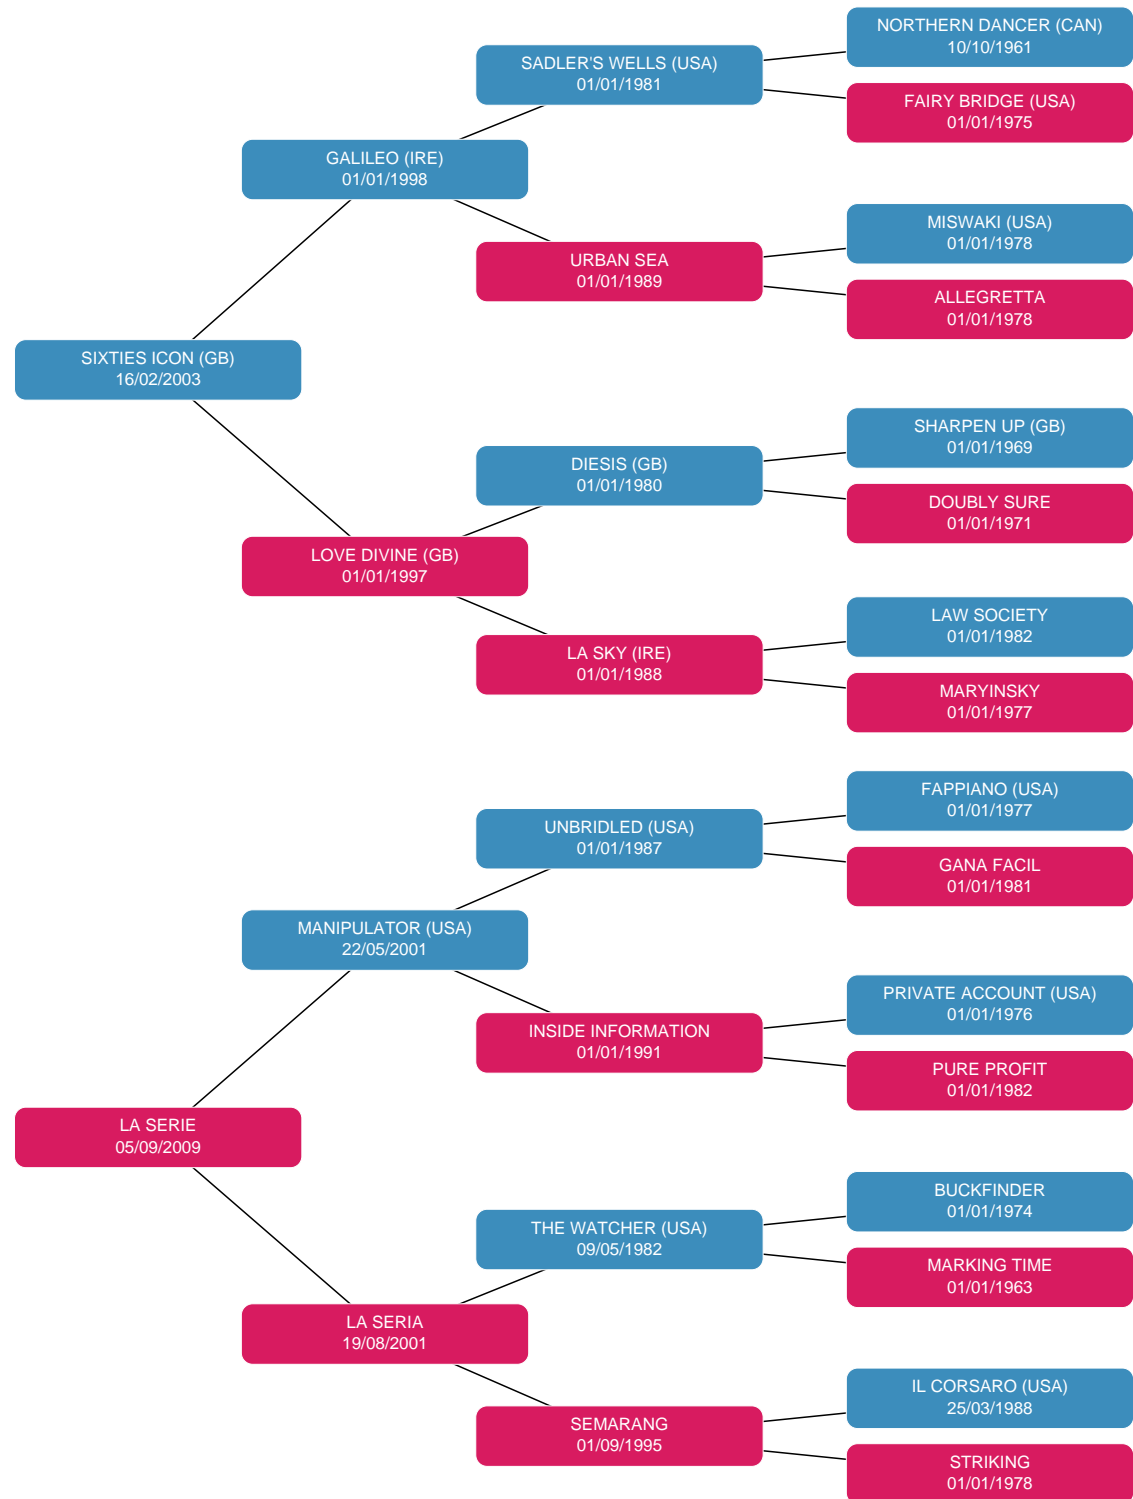 NORTHERN DANCER (CAN)
10/10/1961
SADLER'S WELLS (USA)
01/01/1981
FAIRY BRIDGE (USA)
01/01/1975
GALILEO (IRE)
01/01/1998
MISWAKI (USA)
01/01/1978
URBAN SEA
01/01/1989
ALLEGRETTA
01/01/1978
SIXTIES ICON (GB)
16/02/2003
SHARPEN UP (GB)
01/01/1969
DIESIS (GB)
01/01/1980
DOUBLY SURE
01/01/1971
LOVE DIVINE (GB)
01/01/1997
LAW SOCIETY
01/01/1982
LA SKY (IRE)
01/01/1988
MARYINSKY
01/01/1977
FAPPIANO (USA)
01/01/1977
UNBRIDLED (USA)
01/01/1987
GANA FACIL
01/01/1981
MANIPULATOR (USA)
22/05/2001
PRIVATE ACCOUNT (USA)
01/01/1976
INSIDE INFORMATION
01/01/1991
PURE PROFIT
01/01/1982
LA SERIE
05/09/2009
BUCKFINDER
01/01/1974
THE WATCHER (USA)
09/05/1982
MARKING TIME
01/01/1963
LA SERIA
19/08/2001
IL CORSARO (USA)
25/03/1988
SEMARANG
01/09/1995
STRIKING
01/01/1978